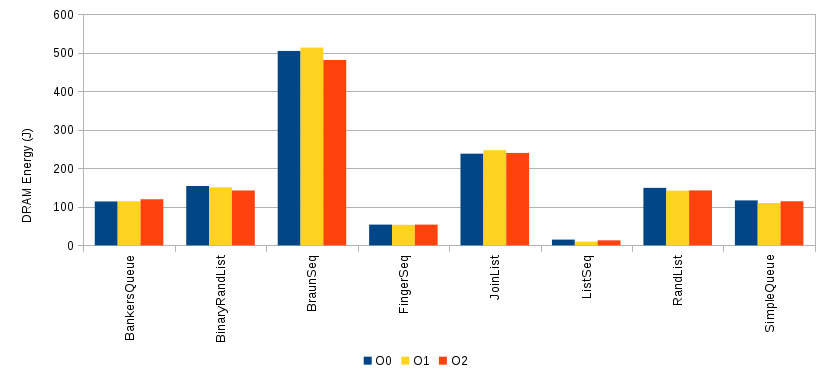 600
500
400
300
200
100
0
DRAM Energy (J)
BankersQueue
BinaryRandList
BraunSeq
FingerSeq
JoinList
ListSeq
RandList
SimpleQueue
O0 O1 O2